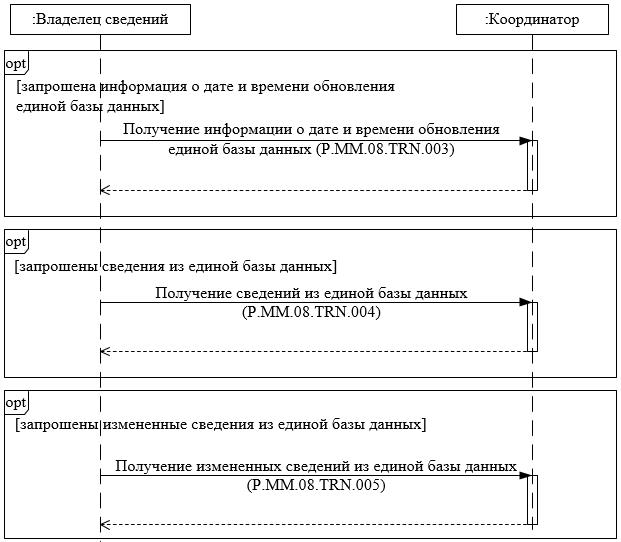 :Владелец сведений
:Координатор
opt
[запрошена информация о дате и времени обновления
единой базы данных]
Получение информации о дате и времени обновления
единой базы данных (P.MM.08.TRN.003)
opt
[запрошены сведения из единой базы данных]
Получение сведений из единой базы данных
(P.MM.08.TRN.004)
opt
[запрошены измененные сведения из единой базы данных]
Получение измененных сведений из единой базы данных
(P.MM.08.TRN.005)